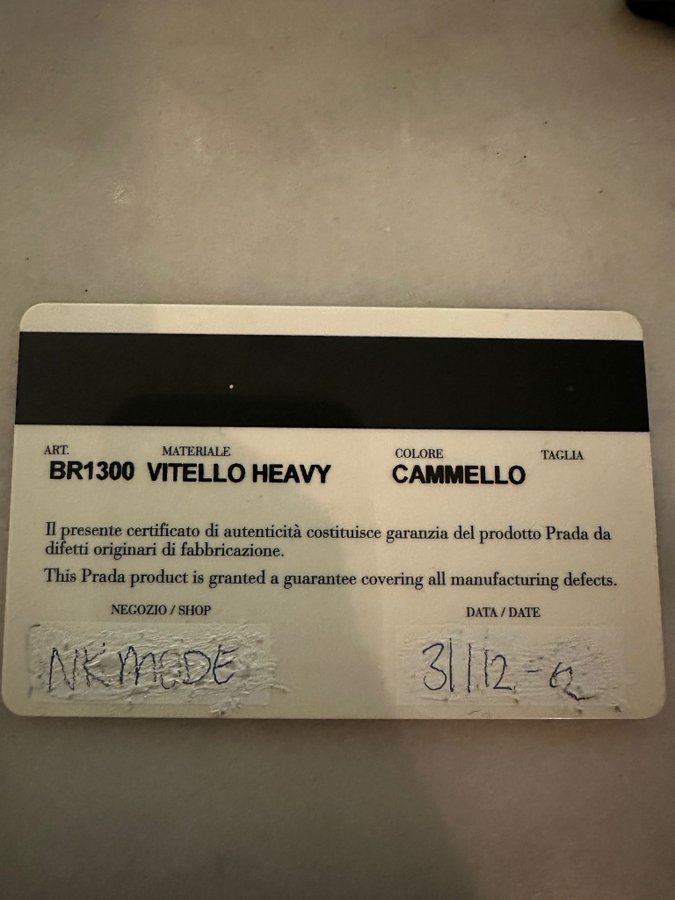 ART. MATERIALE COLORE TAGLIA
BR1300 VITELLO HEAVY CAMMELLO
Il presente certificato di autenticità costituisce garanzia del prodotto Prada da
difetti originari di fabbricazione.
This Prada product is granted a guarantee covering all manufacturing defects.
NEGOZIO / SHOP DATA / DATE
NK MODE